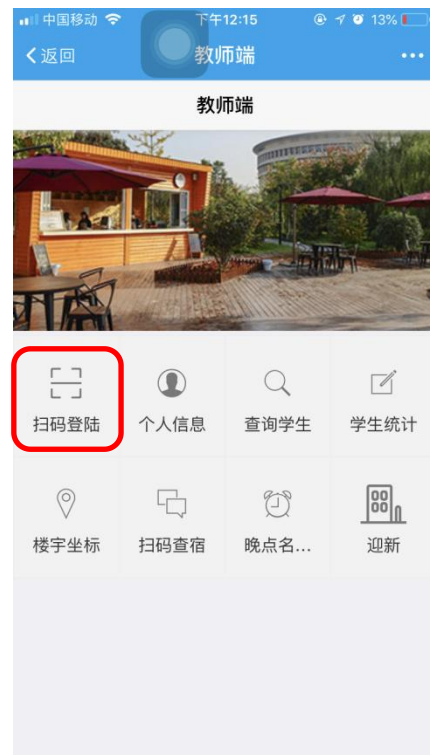 中国移动 下午12:15 13%
返回 教师端
教师端
扫码登陆 个人信息 查询学生 学生统计
楼宇坐标 扫码查宿 晚点名... 迎新